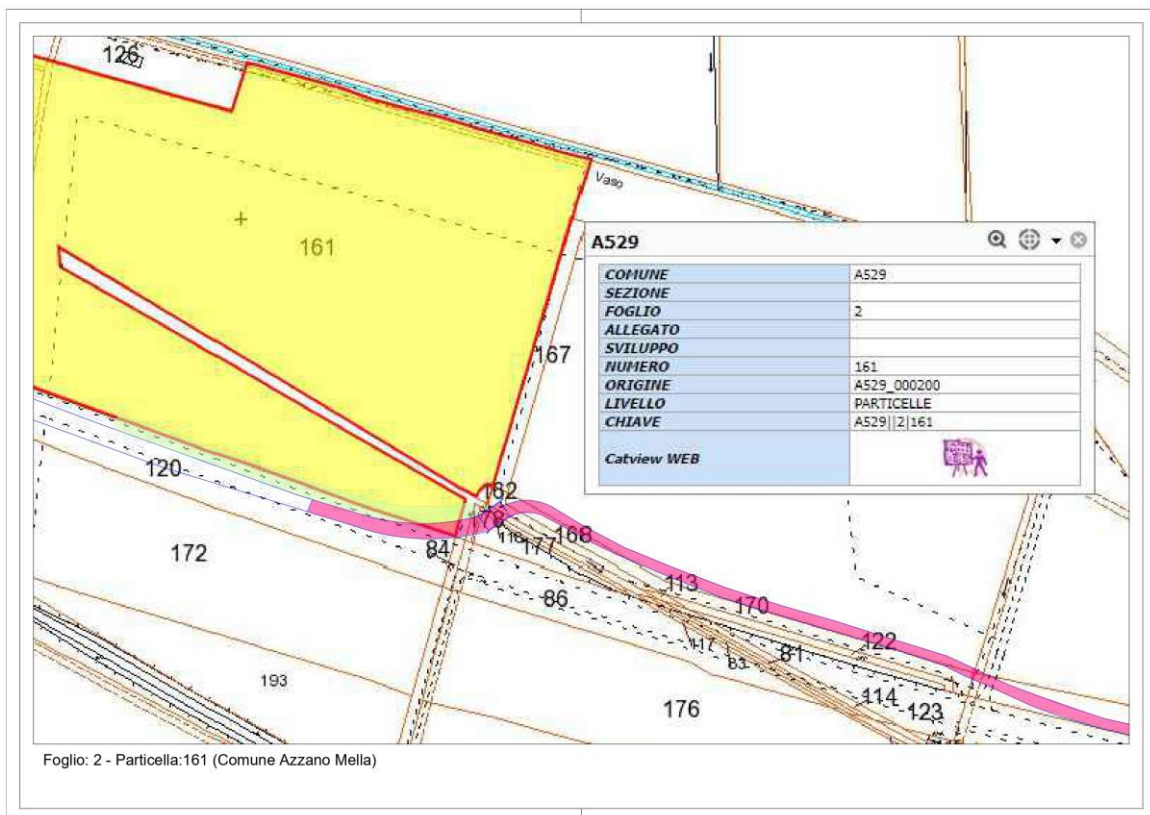 126
Vaso
161
A529
COMUNE A529
SEZIONE
FOGLIO 2
ALLEGATO
SVILUPPO
NUMERO 161
ORIGINE A529_000200
LIVELLO PARTICELLE
CHIAVE A529||2|161
Catview WEB
167
120
162
78
168
84
177
172
113
86
170
122
117
81
83
193
114
176
123
Foglio: 2 - Particella:161 (Comune Azzano Mella)